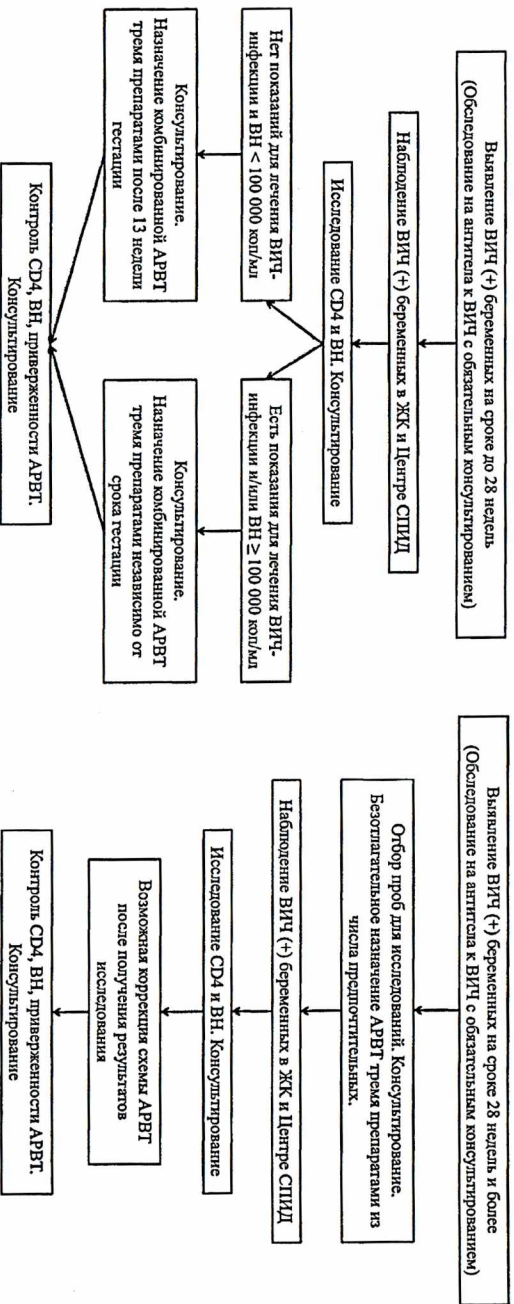 Выявление ВИЧ (+) беременных на сроке до 28 недель
(Обследование на антитела к ВИЧ с обязательным консультированием)
Наблюдение ВИЧ (+) беременных в ЖК и Центре СПИД
Исследование CD4 и ВН. Консультирование
Нет показаний для лечения ВИЧ-
инфекции и ВН < 100 000 коп/мл
Есть показания для лечения ВИЧ-
инфекции и/или ВН ≥ 100 000 коп/мл
Консультирование.
Назначение комбинированной АРВТ
тремя препаратами после 13 недели
гестации
Консультирование.
Назначение комбинированной АРВТ
тремя препаратами независимо от
срока гестации
Контроль CD4, ВН, приверженности АРВТ.
Консультирование
Выявление ВИЧ (+) беременных на сроке 28 недель и более
(Обследование на антитела к ВИЧ с обязательным консультированием)
Отбор проб для исследований. Консультирование.
Безотлагательное назначение АРВТ тремя препаратами из
числа предпочтительных.
Наблюдение ВИЧ (+) беременных в ЖК и Центре СПИД
Исследование CD4 и ВН. Консультирование
Возможная коррекция схемы АРВТ
после получения результатов
исследования
Контроль CD4, ВН, приверженности АРВТ.
Консультирование